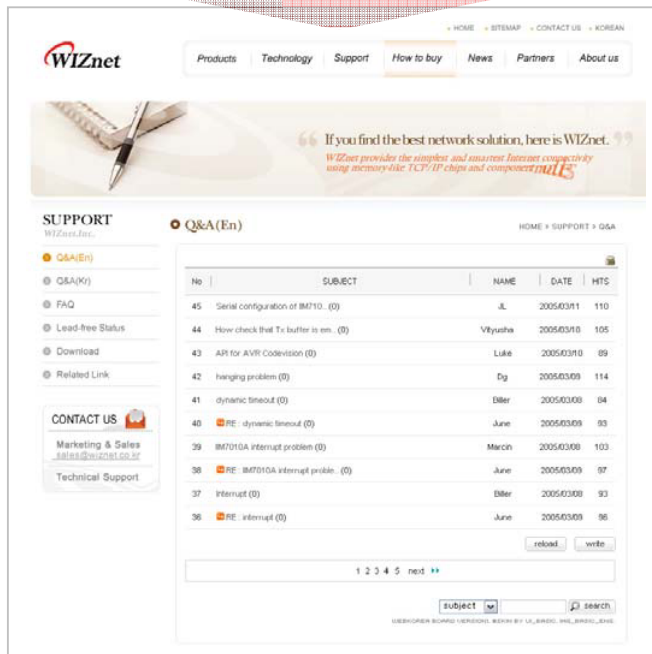 HOME SITEMAP CONTACT US KOREAN
WIZnet
Products Technology Support How to buy News Partners About us
If you find the best network solution, here is WIZnet.
WIZnet provides the simplest and smartest Internet connectivity
using memory-like TCP/IP chips and component
SUPPORT
WIZnet.Inc.
Q&A(En)
Q&A(Kr)
FAQ
Lead-free Status
Download
Related Link
CONTACT US
Marketing & Sales
sales@wiznet.co.kr
Technical Support
Q&A(En)
HOME > SUPPORT > Q&A
No SUBJECT NAME DATE HITS
45 Serial configuration of IIM710...(0) JL 2005/03/11 110
44 How check that Tx buffer is em...(0) Vityusha 2005/03/10 105
43 API for AVR Codevision (0) Luke 2005/03/10 89
42 hanging problem (0) Dg 2005/03/09 114
41 dynamic timeout (0) Biller 2005/03/08 84
40 RE : dynamic timeout (0) June 2005/03/09 93
39 IIM7010A interrupt problem (0) Marcin 2005/03/08 103
38 RE : IIM7010A interrupt proble...(0) June 2005/03/09 97
37 Interrupt (0) Biller 2005/03/08 93
36 RE : interrupt (0) June 2005/03/09 96
reload write
1 2 3 4 5 next
subject search